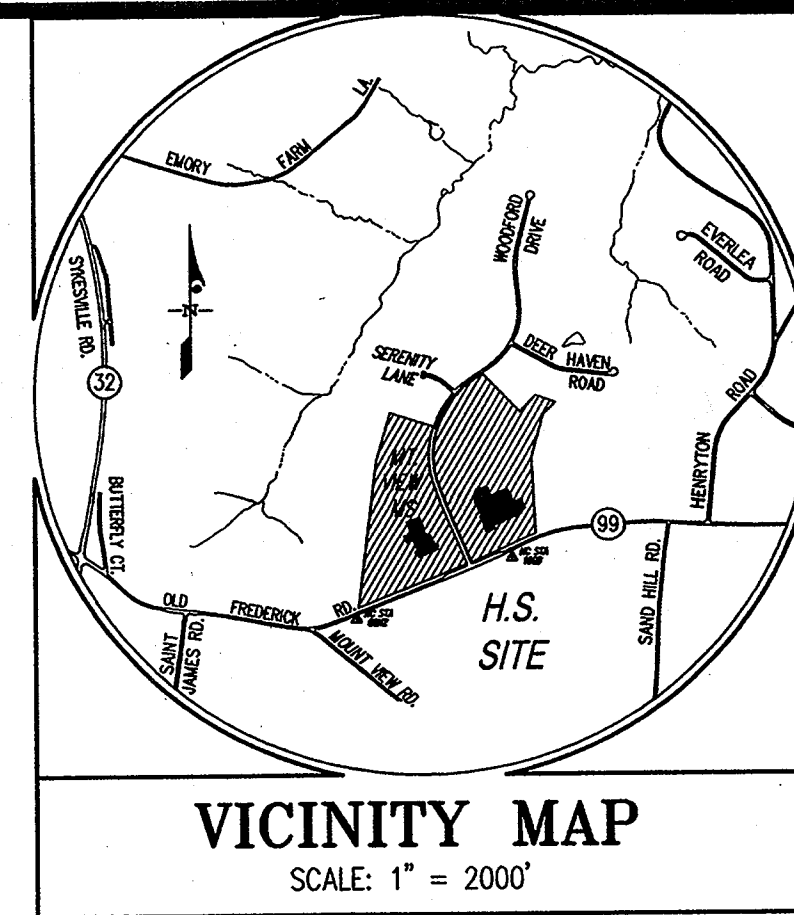 EMORY FARM LA.
WOODFORD
DRIVE
EVERLEA
ROAD
SYKESVILLE RD.
N
32
SERENITY
LANE
DEER HAVEN
ROAD
HENRYTON ROAD
MT.
VIEW
MS
BUTTERFLY CT.
99
OLD FREDERICK RD.
SAINT
JAMES RD.
MOUNT VIEW RD.
H.S.
SITE
SAND HILL RD.
VICINITY MAP
SCALE: 1" = 2000'